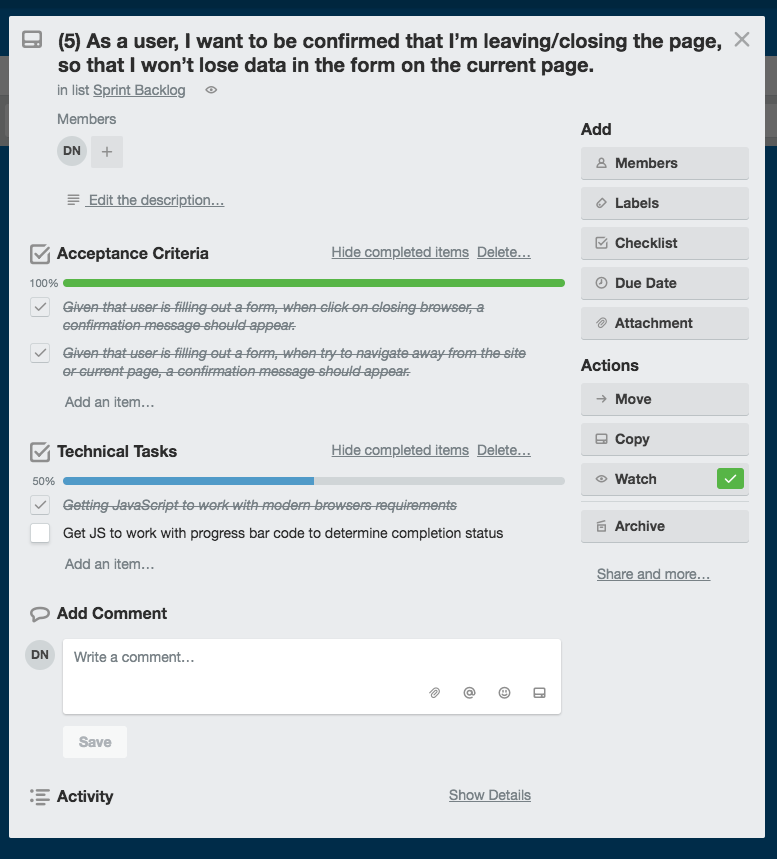 (5) As a user, I want to be confirmed that I’m leaving/closing the page,
so that I won’t lose data in the form on the current page.
in list Sprint Backlog
Members
DN
+
Edit the description…
Acceptance Criteria
Hide completed items
Delete…
100%
Given that user is filling out a form, when click on closing browser, a
confirmation message should appear.
Given that user is filling out a form, when try to navigate away from the site
or current page, a confirmation message should appear.
Add an item…
Technical Tasks
Hide completed items
Delete…
50%
Getting JavaScript to work with modern browsers requirements
Get JS to work with progress bar code to determine completion status
Add an item…
Add Comment
DN
Write a comment…
@
Save
Activity
Show Details
Add
Members
Labels
Checklist
Due Date
Attachment
Actions
Move
Copy
Watch
Archive
Share and more…